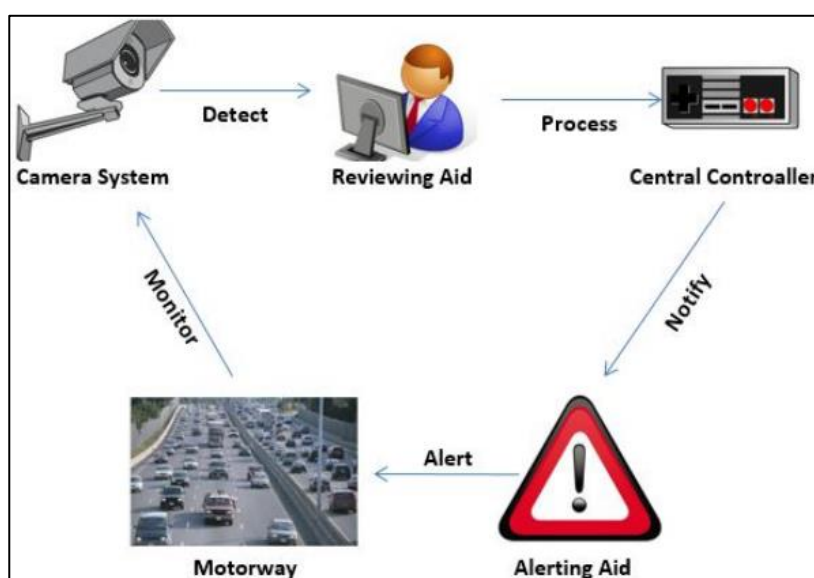 Detect
Process
Camera System
Reviewing Aid
Central Controaller
Monitor
Notify
Alert
Motorway
Alerting Aid